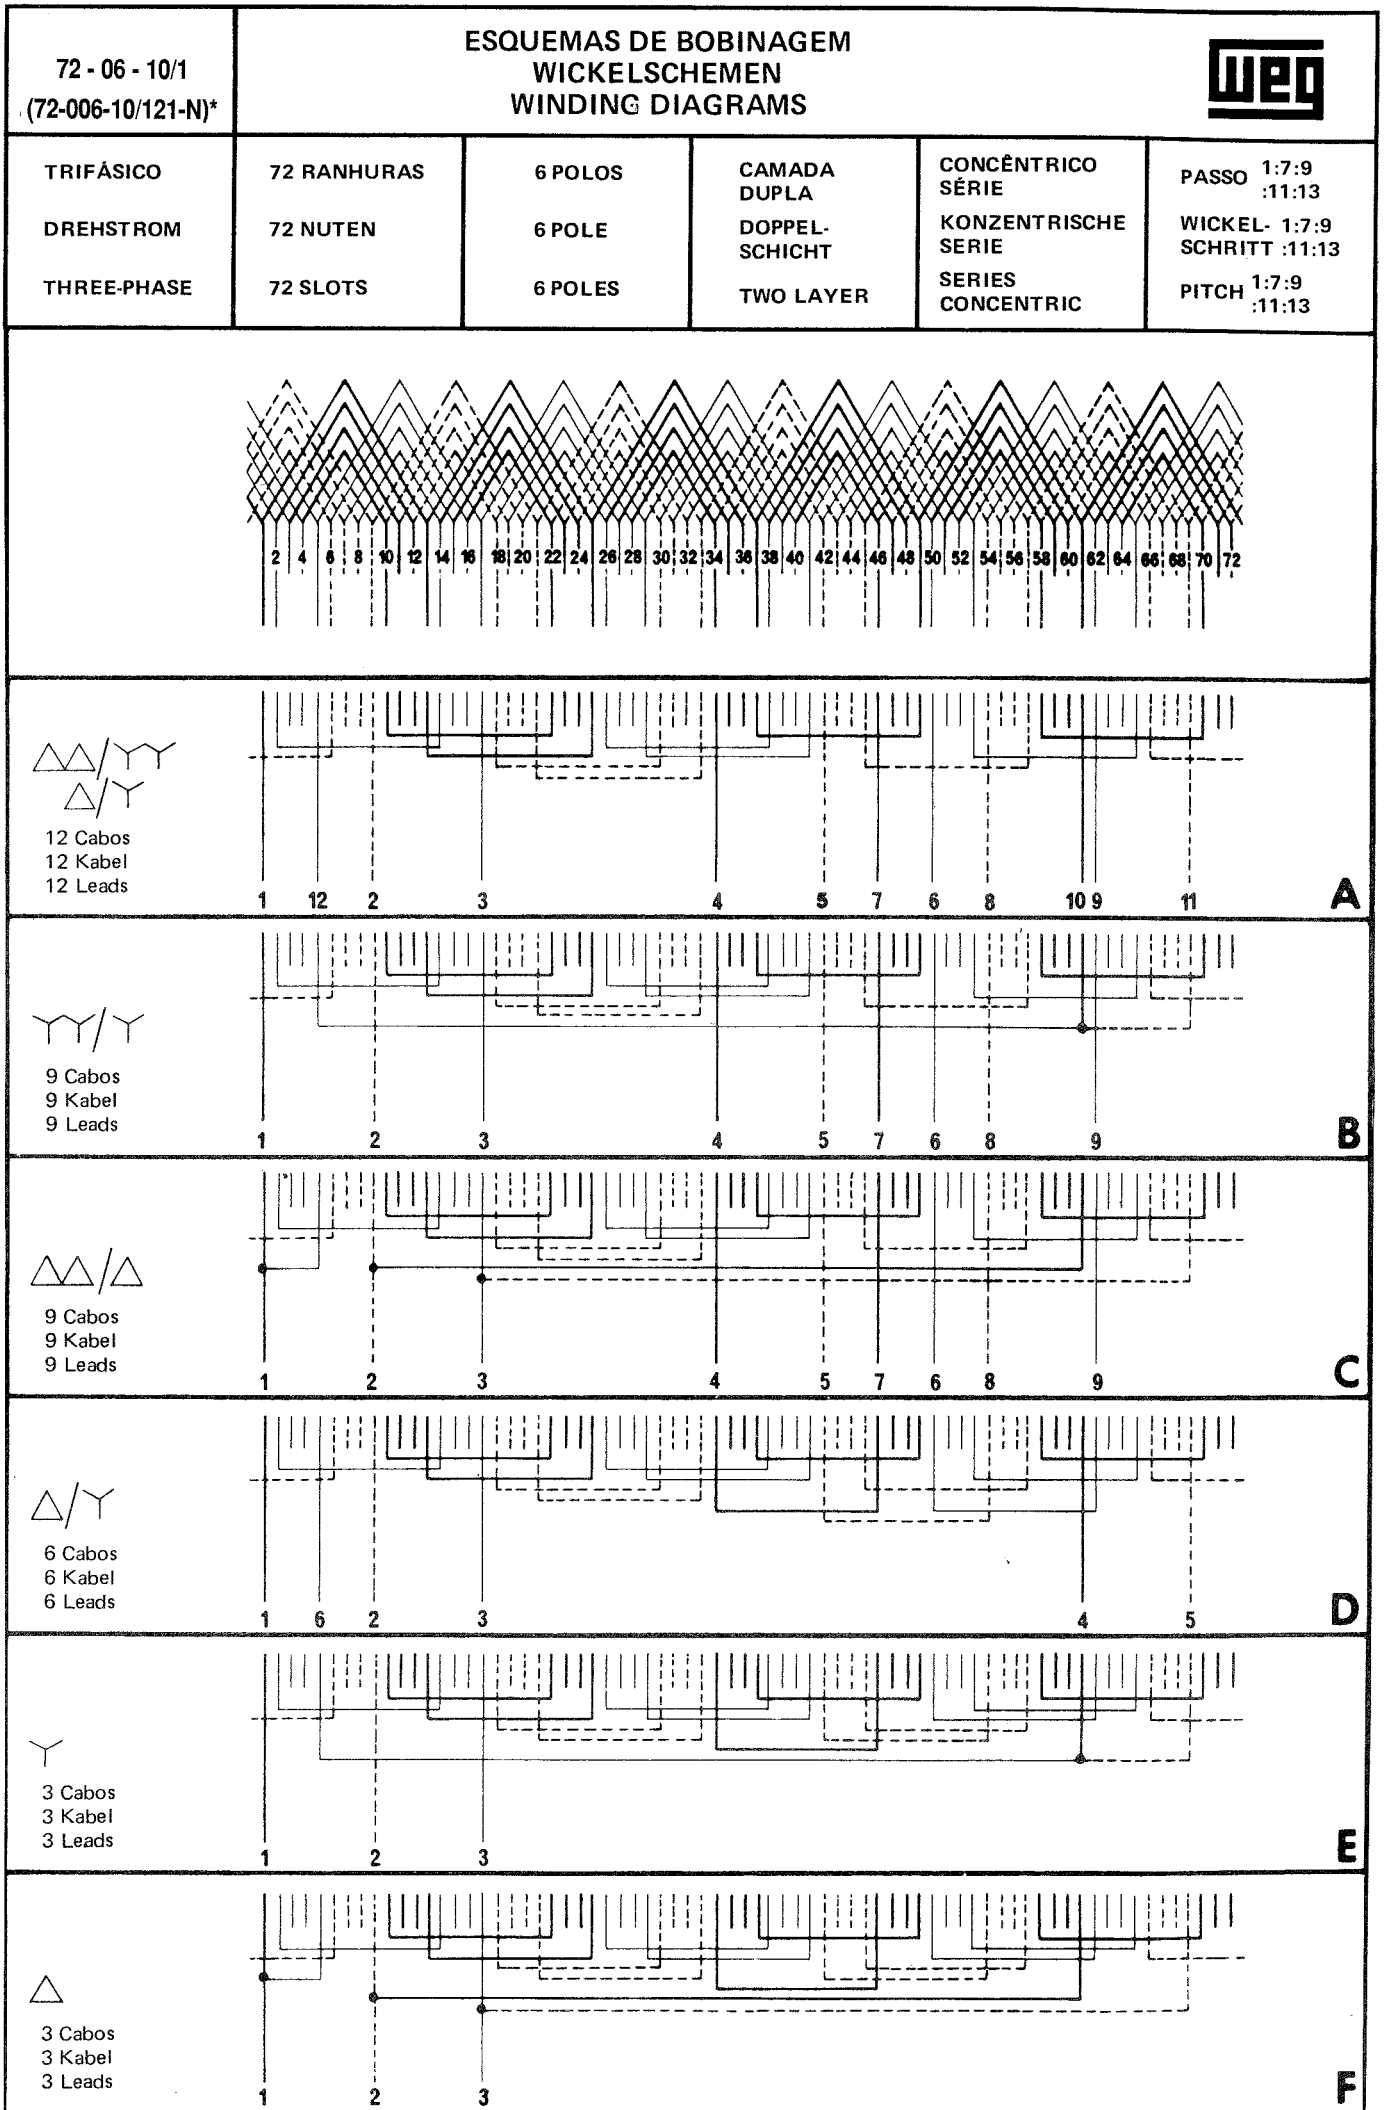 72 - 06 - 10/1
(72-006-10/121-N)*
ESQUEMAS DE BOBINAGEM
WICKELSCHEMEN
WINDING DIAGRAMS
weg
TRIFÁSICO
DREHSTROM
THREE-PHASE
72 RANHURAS
72 NUTEN
72 SLOTS
6 POLOS
6 POLE
6 POLES
CAMADA
DUPLA
DOPPEL-
SCHICHT
TWO LAYER
CONCÊNTRICO
SÉRIE
KONZENTRISCHE
SERIE
SERIES
CONCENTRIC
PASSO 1:7:9
:11:13
WICKEL- 1:7:9
SCHRITT :11:13
PITCH 1:7:9
:11:13
2 4 6 8 10 12 14 16 18 20 22 24 26 28 30 32 34 36 38 40 42 44 46 48 50 52 54 56 58 60 62 64 66 68 70 72
12 Cabos
12 Kabel
12 Leads
1 12 2 3 4 5 7 6 8 10 9 11
A
9 Cabos
9 Kabel
9 Leads
1 2 3 4 5 7 6 8 9
B
9 Cabos
9 Kabel
9 Leads
1 2 3 4 5 7 6 8 9
C
6 Cabos
6 Kabel
6 Leads
1 6 2 3 4 5
D
3 Cabos
3 Kabel
3 Leads
1 2 3
E
3 Cabos
3 Kabel
3 Leads
1 2 3
F